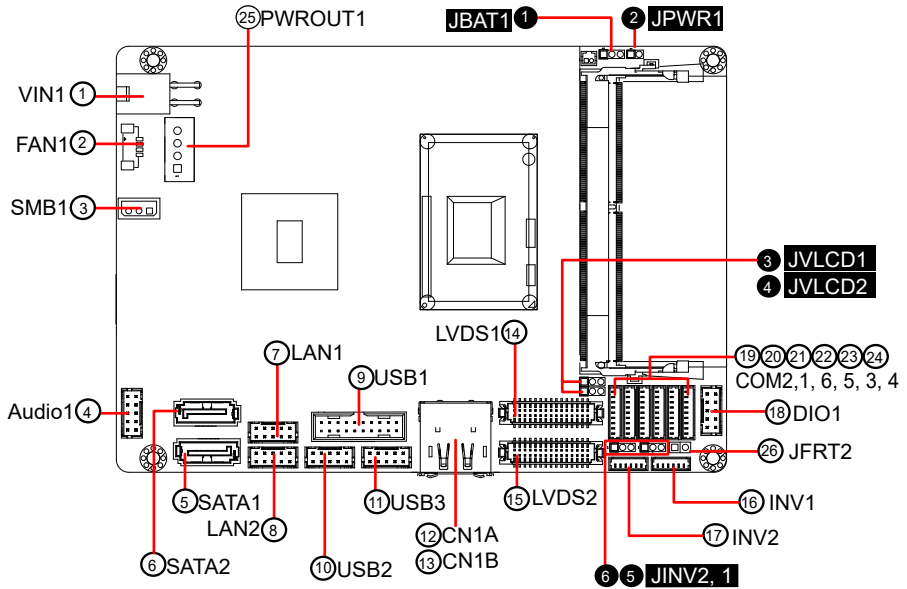 25 PWROUT1
JBAT1 1
2 JPWR1
VIN1 1
FAN1 2
SMB1 3
3 JVLCD1
4 JVLCD2
LVDS1 14
7 LAN1
9 USB1
19 20 21 22 23 24
COM2,1, 6, 5, 3, 4
Audio1 4
18 DIO1
26 JFRT2
5 SATA1
11 USB3
15 LVDS2
16 INV1
LAN2 8
12 CN1A
17 INV2
13 CN1B
6 SATA2
10 USB2
6 5 JINV2, 1